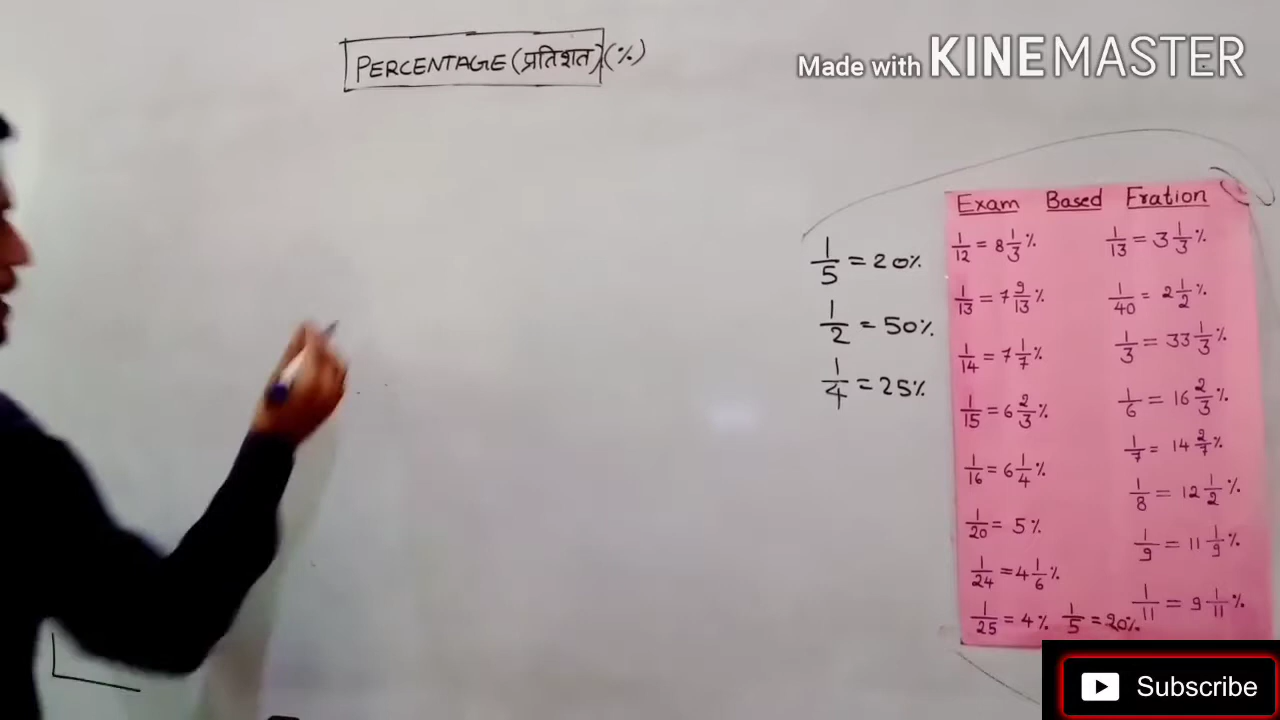 PERCENTAGE (प्रतिशत) (%)
Made with KINEMASTER
1/5 = 20%
1/2 = 50%
1/4 = 25%
Exam Based Fration
1/12 = 8 1/3 %
1/13 = 7 9/13 %
1/14 = 7 1/7 %
1/15 = 6 2/3 %
1/16 = 6 1/4 %
1/20 = 5 %
1/24 = 4 1/6 %
1/25 = 4 % 1/5 = 20%
1/13 = 3 1/3 %
1/40 = 2 1/2 %
1/3 = 33 1/3 %
1/6 = 16 2/3 %
1/7 = 14 2/7 %
1/8 = 12 1/2 %
1/9 = 11 1/9 %
1/11 = 9 1/11 %
Subscribe